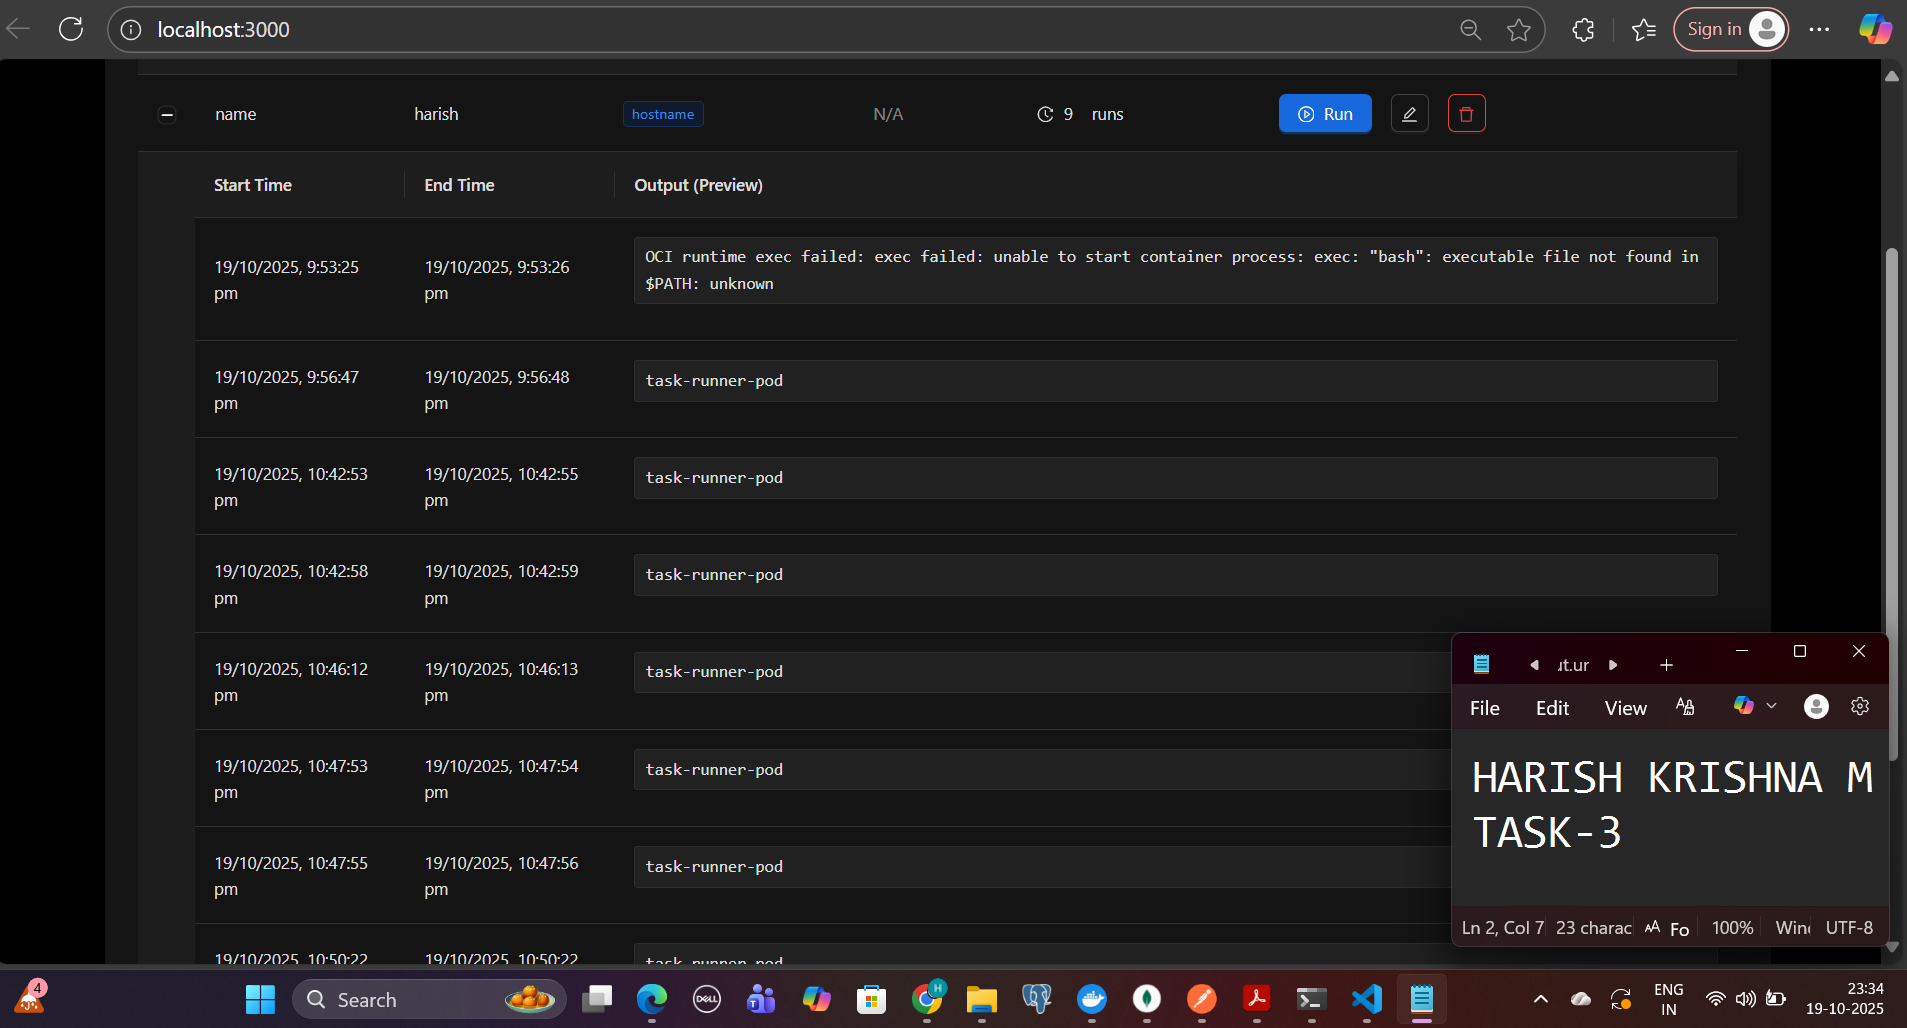 localhost:3000
Sign in
name harish hostname N/A 9 runs Run
Start Time End Time Output (Preview)
19/10/2025, 9:53:25 pm 19/10/2025, 9:53:26 pm OCI runtime exec failed: exec failed: unable to start container process: exec: "bash": executable file not found in
$PATH: unknown
19/10/2025, 9:56:47 pm 19/10/2025, 9:56:48 pm task-runner-pod
19/10/2025, 10:42:53 pm 19/10/2025, 10:42:55 pm task-runner-pod
19/10/2025, 10:42:58 pm 19/10/2025, 10:42:59 pm task-runner-pod
19/10/2025, 10:46:12 pm 19/10/2025, 10:46:13 pm task-runner-pod
19/10/2025, 10:47:53 pm 19/10/2025, 10:47:54 pm task-runner-pod
19/10/2025, 10:47:55 pm 19/10/2025, 10:47:56 pm task-runner-pod
19/10/2025, 10:50:22 19/10/2025, 10:50:22 task-runner-pod
ut.ur
File Edit View
HARISH KRISHNA M
TASK-3
Ln 2, Col 7 23 charac Fo 100% Wind UTF-8
4
Search
DELL
H
ENG
IN
23:34
19-10-2025